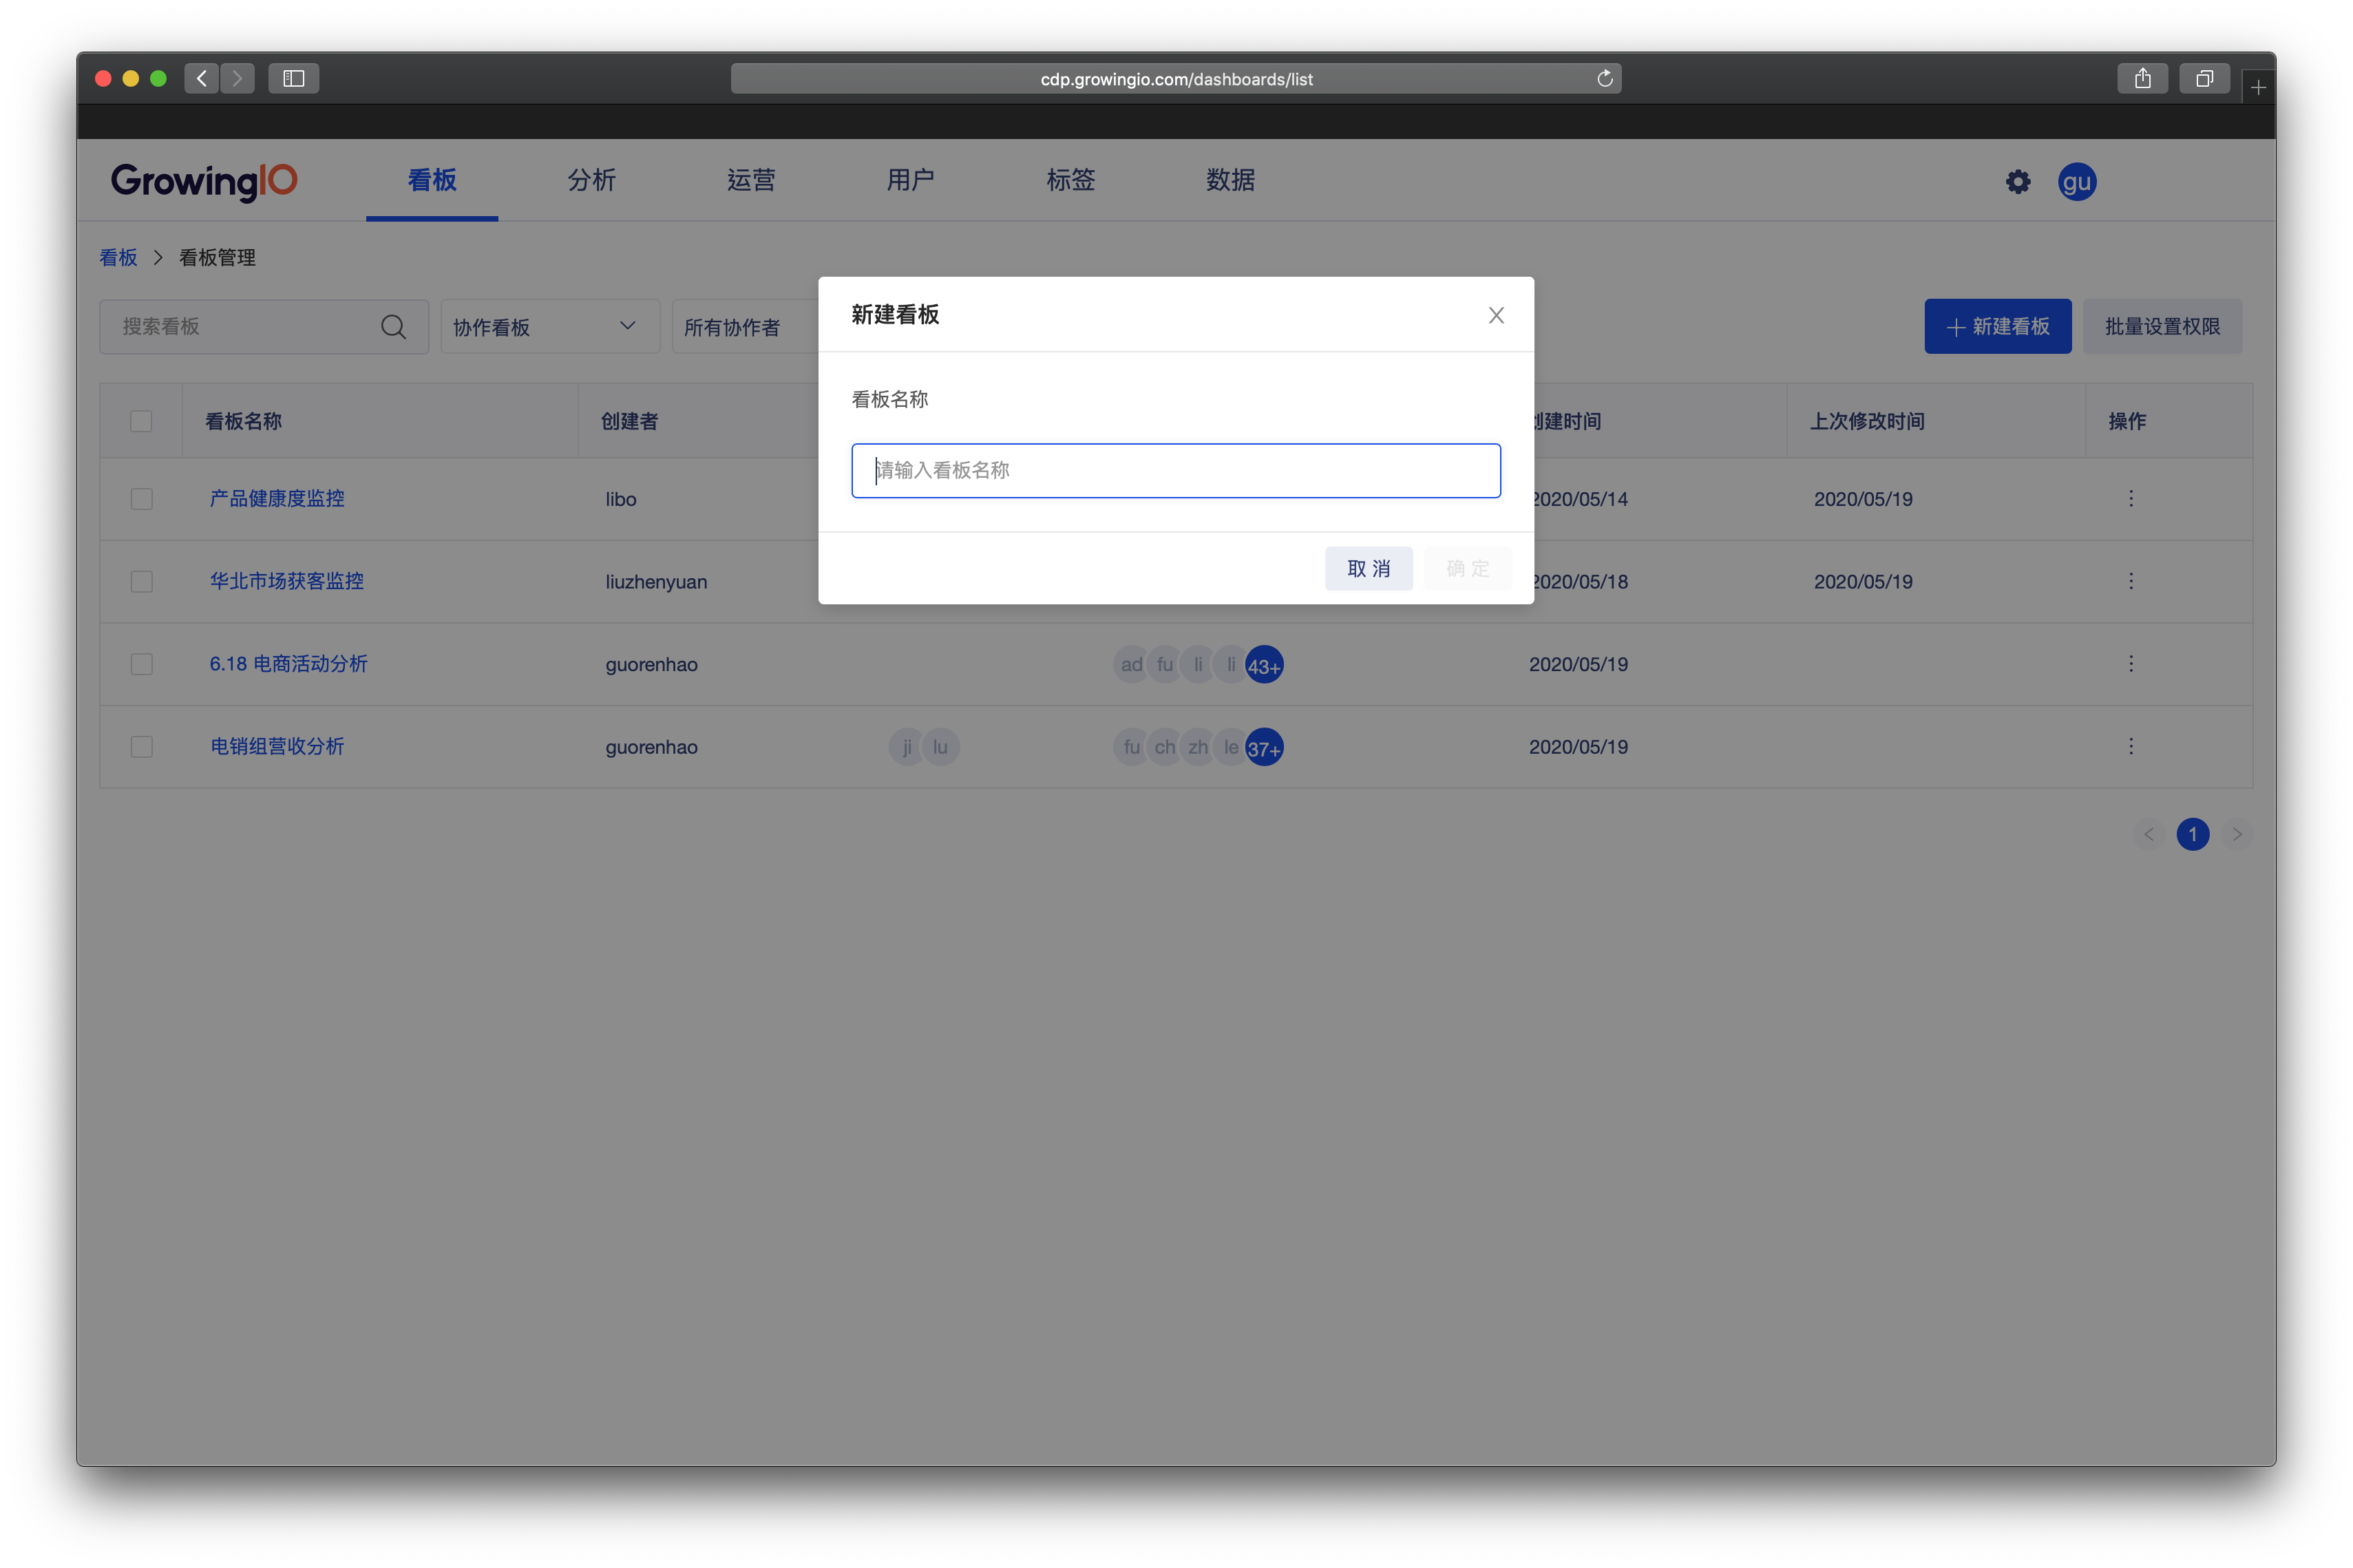 cdp.growingio.com/dashboards/list
GrowingIO 看板 分析 运营 用户 标签 数据 gu
看板 > 看板管理
搜索看板 协作看板 所有协作者 新建看板 批量设置权限
新建看板
看板名称
请输入看板名称
取消 确定
看板名称 创建者 创建时间 上次修改时间 操作
产品健康度监控 libo 2020/05/14 2020/05/19
华北市场获客监控 liuzhenyuan 2020/05/18 2020/05/19
6.18 电商活动分析 guorenhao ad fu li li 43+ 2020/05/19
电销组营收分析 guorenhao ji lu fu ch zh le 37+ 2020/05/19
< 1 >